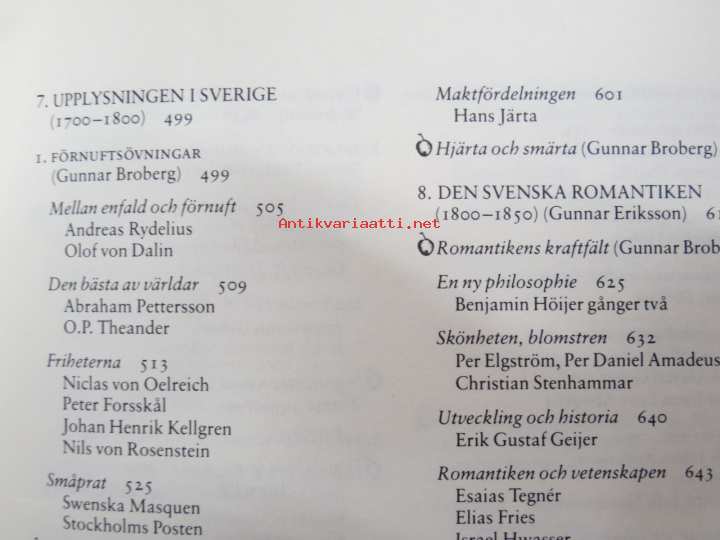 7. UPPLYSNINGEN I SVERIGE
(1700–1800) 499
1. FÖRNUFTSÖVNINGAR
(Gunnar Broberg) 499
Mellan enfald och förnuft 505
Andreas Rydelius
Olof von Dalin
Den bästa av världar 509
Abraham Pettersson
O.P. Theander
Friheterna 513
Niclas von Oelreich
Peter Forsskål
Johan Henrik Kellgren
Nils von Rosenstein
Småprat 525
Swenska Masquen
Stockholms Posten
Maktfördelningen 601
Hans Järta
Hjärta och smärta (Gunnar Broberg)
8. DEN SVENSKA ROMANTIKEN
(1800–1850) (Gunnar Eriksson)
Romantikens kraftfält (Gunnar Brob
En ny philosophie 625
Benjamin Höijer gånger två
Skönheten, blomstren 632
Per Elgström, Per Daniel Amadeus
Christian Stenhammar
Utveckling och historia 640
Erik Gustaf Geijer
Romantiken och vetenskapen 643
Esaias Tegnér
Elias Fries
Israel Hwasser
Antikvariaatti.net